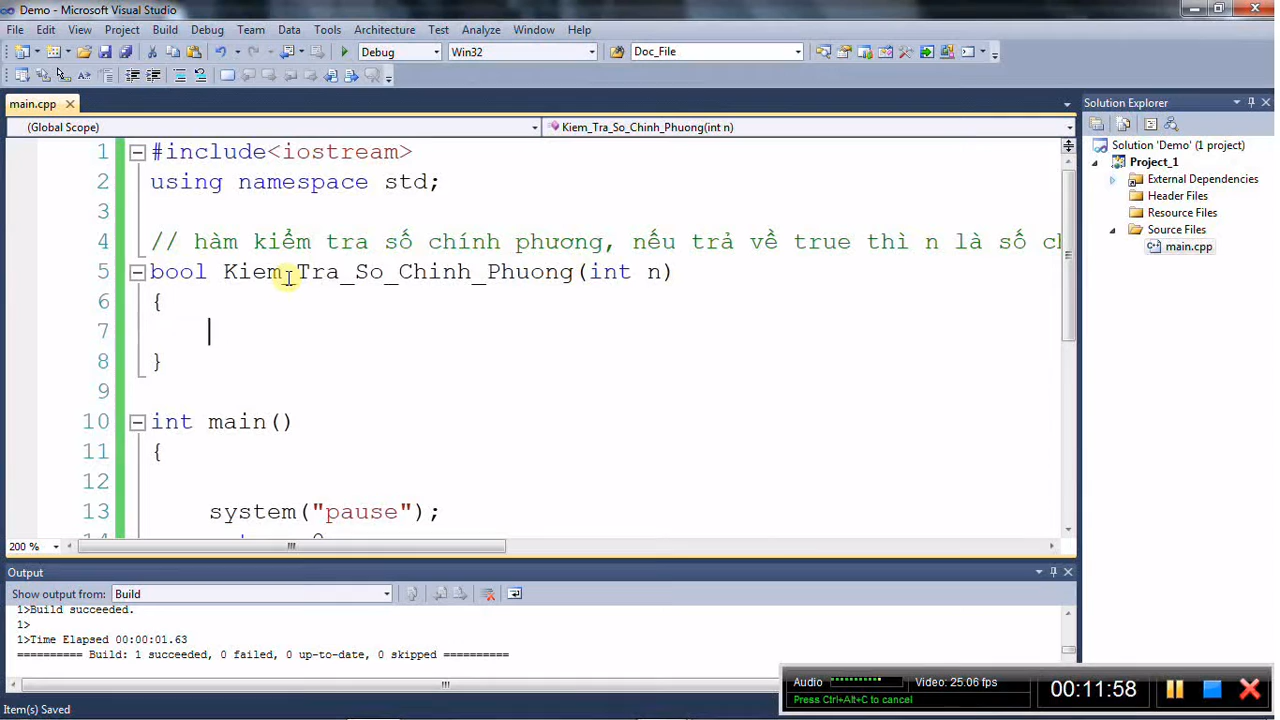 Demo - Microsoft Visual Studio
File Edit View Project Build Debug Team Data Tools Architecture Test Analyze Window Help
Debug Win32 Doc_File
main.cpp
(Global Scope) Kiem_Tra_So_Chinh_Phuong(int n)
1 #include<iostream>
2 using namespace std;
3
4 // hàm kiểm tra số chính phương, nếu trả về true thì n là số
5 bool Kiem_Tra_So_Chinh_Phuong(int n)
6 {
7
8 }
9
10 int main()
11 {
12
13 system("pause");
200 %
Solution Explorer
Solution 'Demo' (1 project)
Project_1
External Dependencies
Header Files
Resource Files
Source Files
main.cpp
Output
Show output from: Build
1>Build succeeded.
1>
1>Time Elapsed 00:00:01.63
========== Build: 1 succeeded, 0 failed, 0 up-to-date, 0 skipped ==========
Item(s) Saved
Audio Video: 25.06 fps
Press Ctrl+Alt+C to cancel
00:11:58